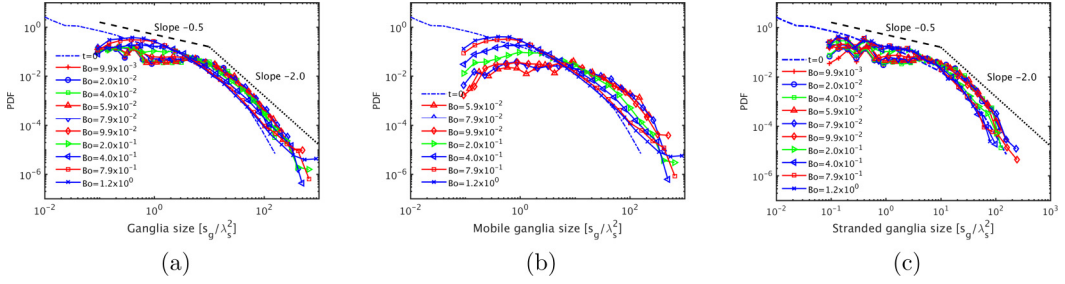 10^0
10^-2
10^-4
10^-6
PDF
Slope -0.5
Slope -2.0
t=0
Bo=9.9x10^-3
Bo=2.0x10^-2
Bo=4.0x10^-2
Bo=5.9x10^-2
Bo=7.9x10^-2
Bo=9.9x10^-2
Bo=2.0x10^-1
Bo=4.0x10^-1
Bo=7.9x10^-1
Bo=1.2x10^0
10^-2
10^0
10^2
Ganglia size [s_g/λ_s^2]
(a)
10^0
10^-2
10^-4
10^-6
PDF
t=0
Bo=5.9x10^-2
Bo=7.9x10^-2
Bo=9.9x10^-2
Bo=2.0x10^-1
Bo=4.0x10^-1
Bo=7.9x10^-1
Bo=1.2x10^0
10^-2
10^0
10^2
Mobile ganglia size [s_g/λ_s^2]
(b)
10^0
10^-2
10^-4
10^-6
PDF
Slope -0.5
Slope -2.0
t=0
Bo=9.9x10^-3
Bo=2.0x10^-2
Bo=4.0x10^-2
Bo=5.9x10^-2
Bo=7.9x10^-2
Bo=9.9x10^-2
Bo=2.0x10^-1
Bo=4.0x10^-1
Bo=7.9x10^-1
Bo=1.2x10^0
10^-2
10^-1
10^0
10^1
10^2
10^3
Stranded ganglia size [s_g/λ_s^2]
(c)